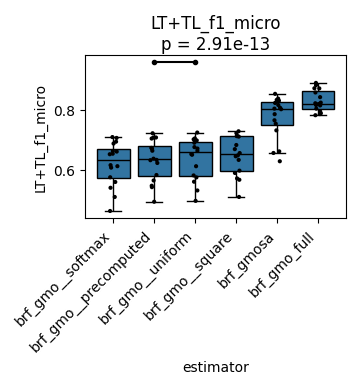 LT+TL_f1_micro
p = 2.91e-13
LT+TL_f1_micro
0.8
0.6
brf_gmo__softmax
brf_gmo__precomputed
brf_gmo__uniform
brf_gmo__square
brf_gmosa
brf_gmo_full
estimator